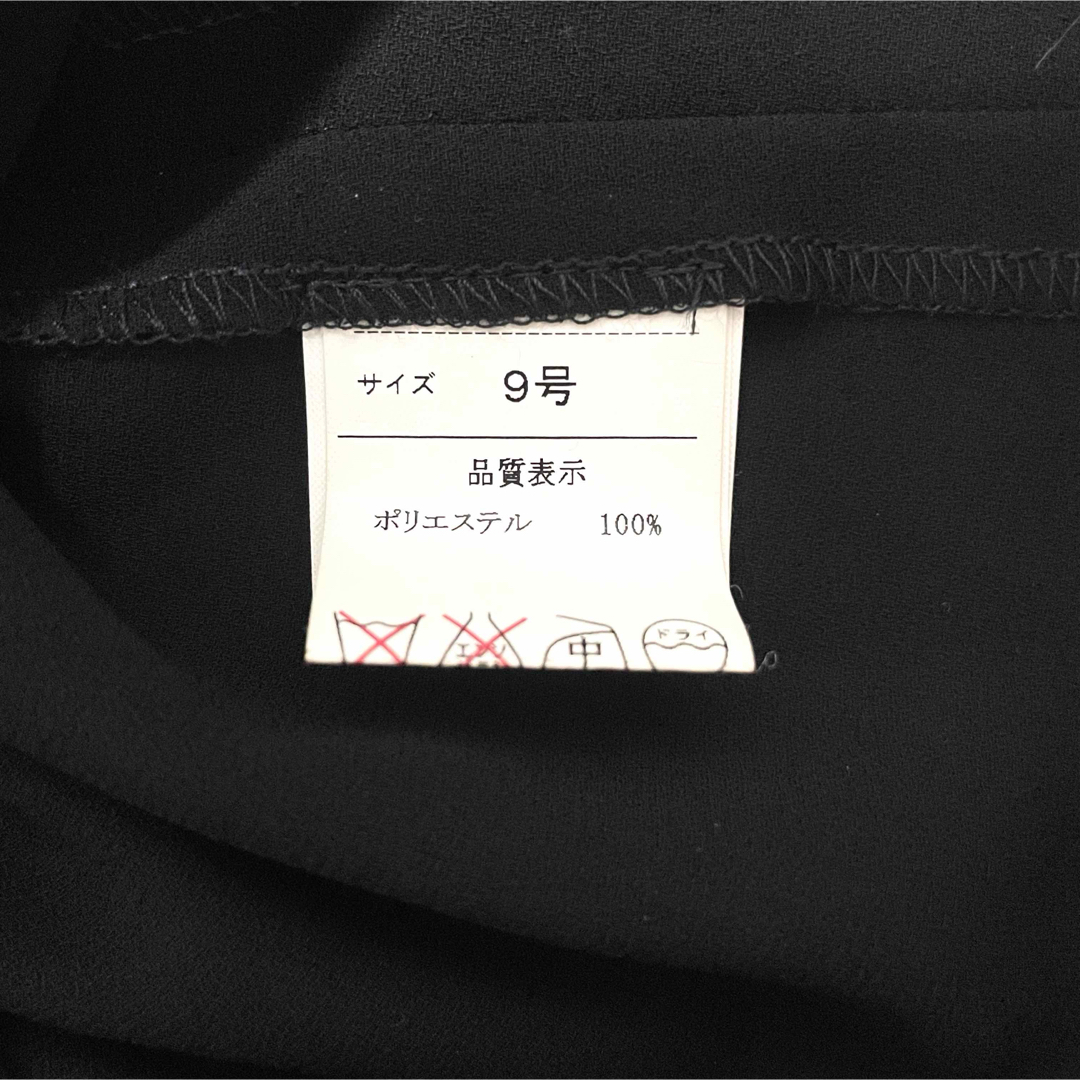 サイズ 9号
品質表示
ポリエステル 100%
中 ドライ